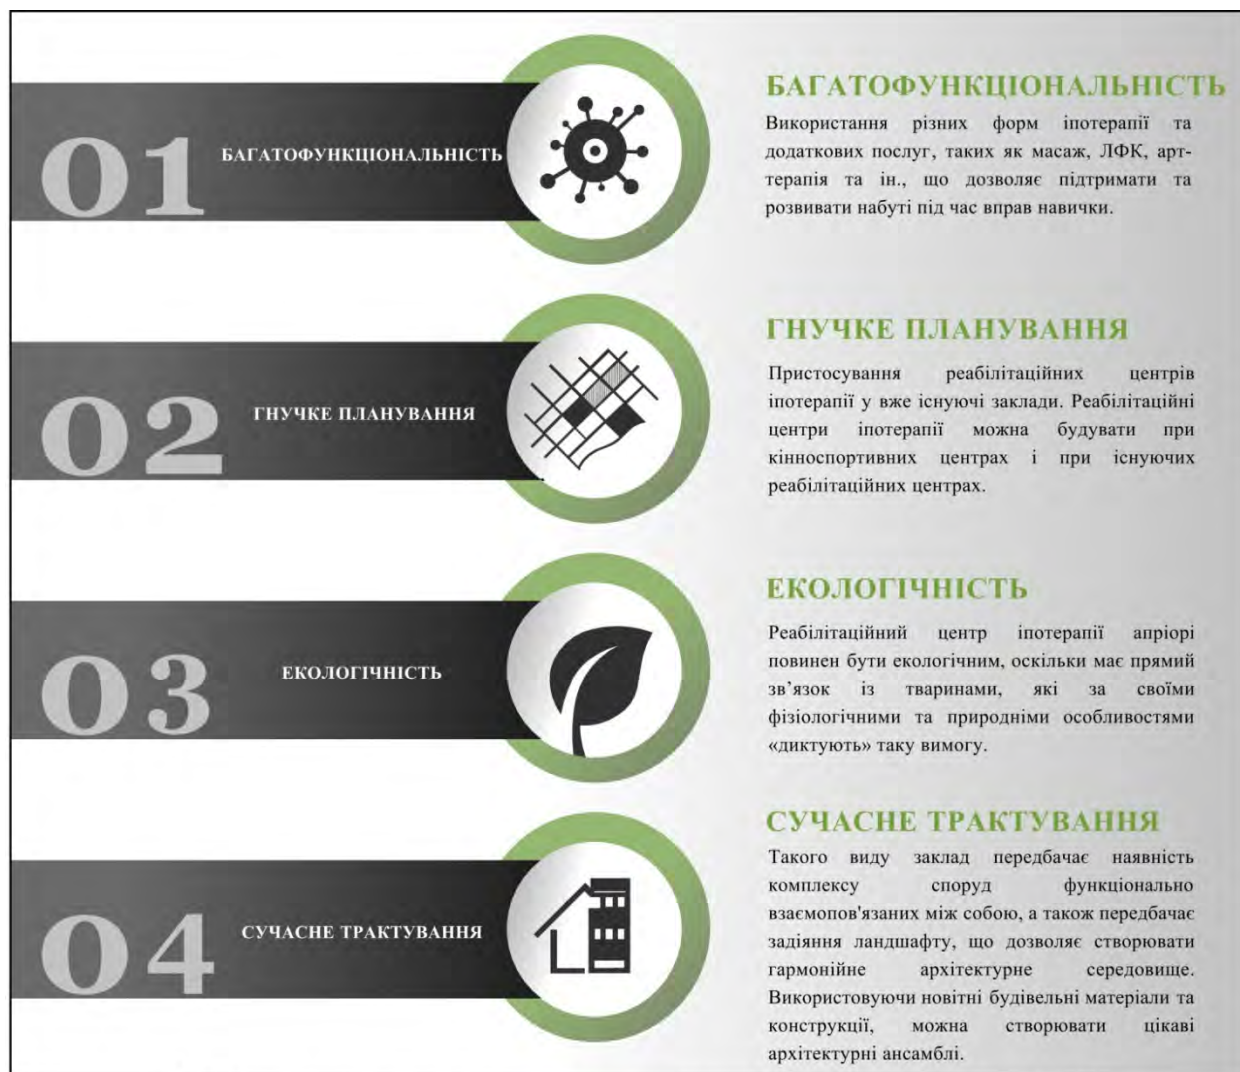 01
БАГАТОФУНКЦІОНАЛЬНІСТЬ
БАГАТОФУНКЦІОНАЛЬНІСТЬ
Використання різних форм іпотерапії та
додаткових послуг, таких як масаж, ЛФК, арт-
терапія та ін., що дозволяє підтримати та
розвивати набуті під час вправ навички.
02
ГНУЧКЕ ПЛАНУВАННЯ
ГНУЧКЕ ПЛАНУВАННЯ
Пристосування реабілітаційних центрів
іпотерапії у вже існуючі заклади. Реабілітаційні
центри іпотерапії можна будувати при
кінноспортивних центрах і при існуючих
реабілітаційних центрах.
03
ЕКОЛОГІЧНІСТЬ
ЕКОЛОГІЧНІСТЬ
Реабілітаційний центр іпотерапії апріорі
повинен бути екологічним, оскільки має прямий
зв’язок із тваринами, які за своїми
фізіологічними та природніми особливостями
«диктують» таку вимогу.
04
СУЧАСНЕ ТРАКТУВАННЯ
СУЧАСНЕ ТРАКТУВАННЯ
Такого виду заклад передбачає наявність
комплексу споруд функціонально
взаємопов'язаних між собою, а також передбачає
задіяння ландшафту, що дозволяє створювати
гармонійне архітектурне середовище.
Використовуючи новітні будівельні матеріали та
конструкції, можна створювати цікаві
архітектурні ансамблі.